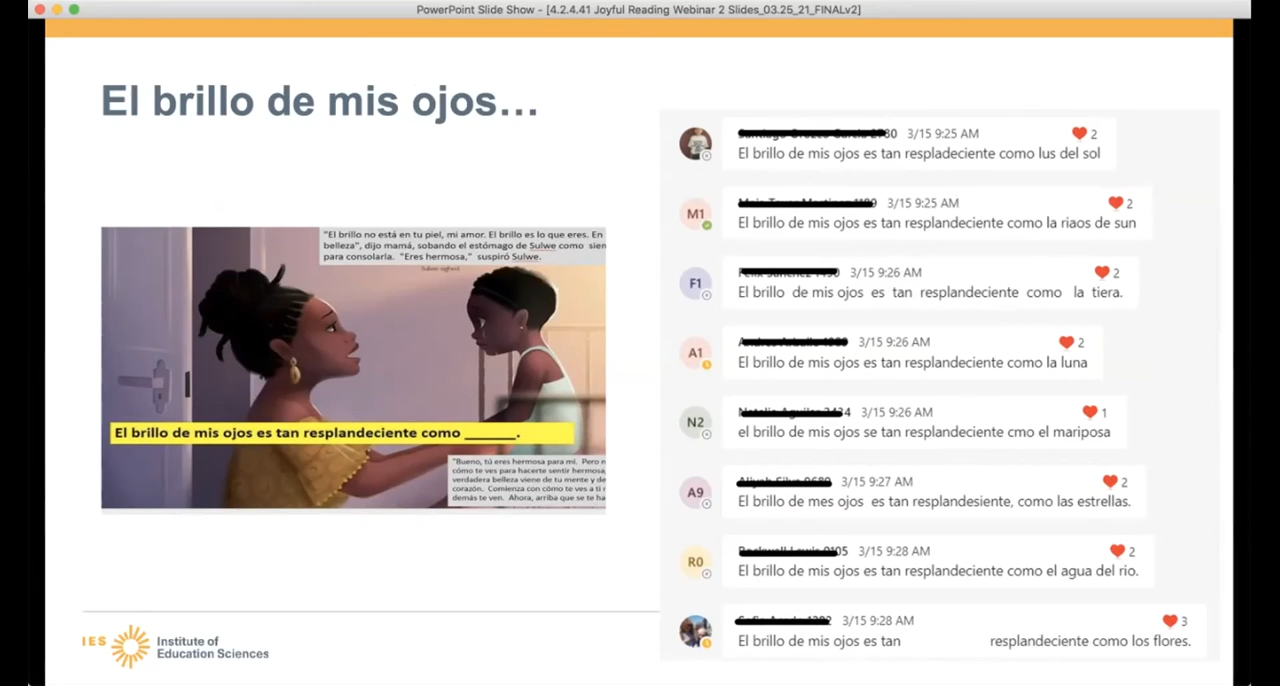 PowerPoint Slide Show - [4.2.4.41 Joyful Reading Webinar 2 Slides_03.25_21_FINALv2]
El brillo de mis ojos…
"El brillo no está en tu piel, mi amor. El brillo es lo que eres. En
belleza", dijo mamá, sobando el estómago de Sulwe como siem
para consolarla. "Eres hermosa," suspiró Sulwe.
El brillo de mis ojos es tan resplandeciente como _______.
"Bueno, tú eres hermosa para mí. Pero n
cómo te ves para hacerte sentir hermosa,
verdadera belleza viene de tu mente y de
corazón. Comienza con cómo te ves a ti r
demás te ven. Ahora, arriba que se te ha
IES Institute of
Education Sciences
3/15 9:25 AM 2
El brillo de mis ojos es tan respladeciente como lus del sol
M1 3/15 9:25 AM 2
El brillo de mis ojos es tan resplandeciente como la riaos de sun
F1 3/15 9:26 AM 2
El brillo de mis ojos es tan resplandeciente como la tiera.
A1 3/15 9:26 AM 2
El brillo de mis ojos es tan resplandeciente como la luna
N2 3/15 9:26 AM 1
el brillo de mis ojos se tan resplandeciente cmo el mariposa
A9 3/15 9:27 AM 2
El brillo de mes ojos es tan resplandesiente, como las estrellas.
R0 3/15 9:28 AM 2
El brillo de mis ojos es tan resplandeciente como el agua del rio.
3/15 9:28 AM 3
El brillo de mis ojos es tan resplandeciente como los flores.